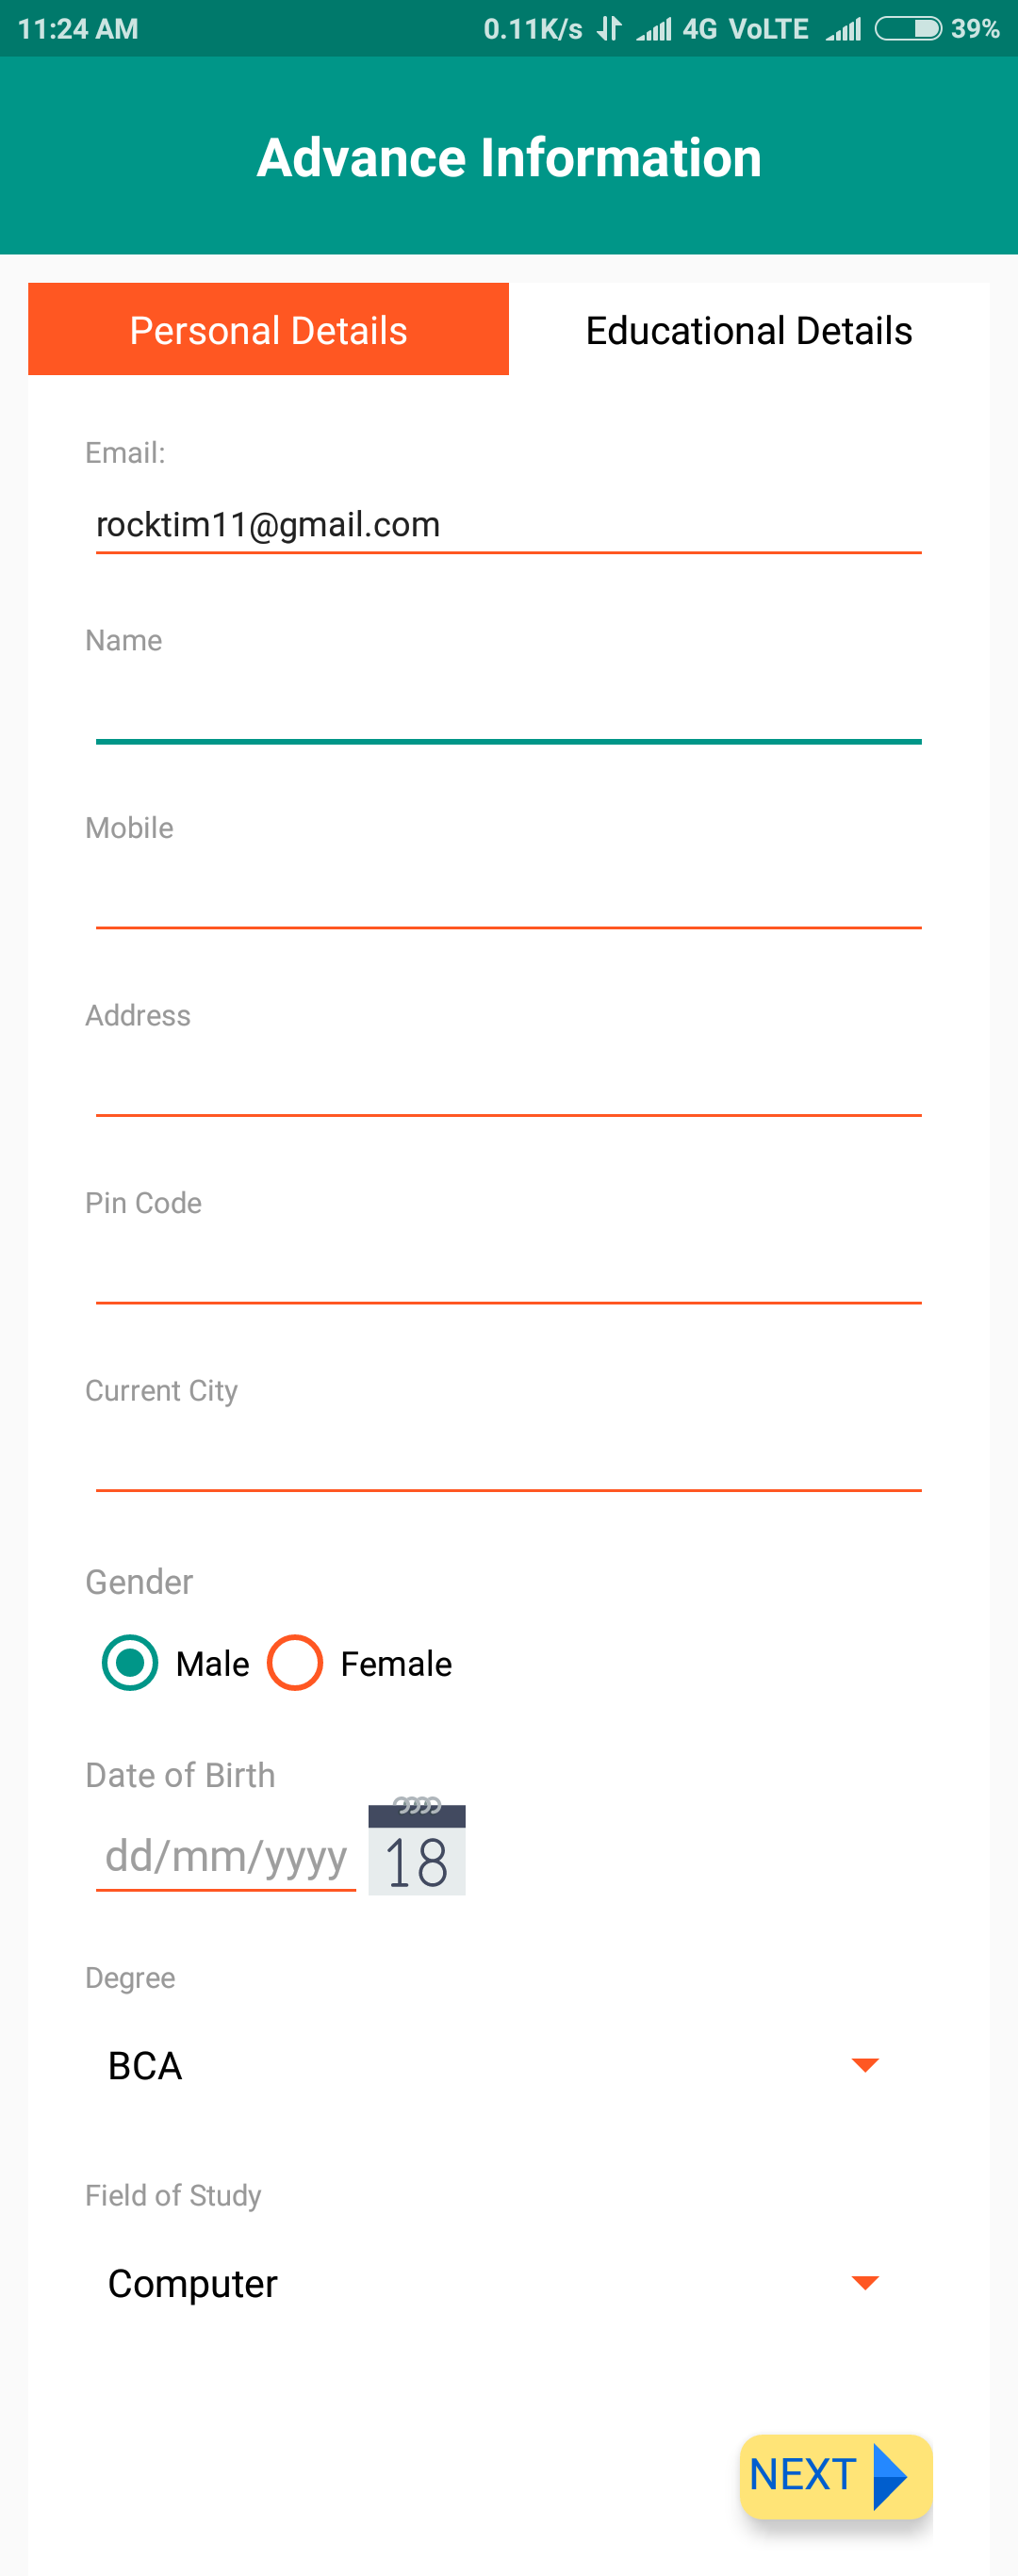 11:24 AM 0.11K/s 4G VoLTE 39%
Advance Information
Personal Details Educational Details
Email:
rocktim11@gmail.com
Name
Mobile
Address
Pin Code
Current City
Gender
Male Female
Date of Birth
dd/mm/yyyy 18
Degree
BCA
Field of Study
Computer
NEXT